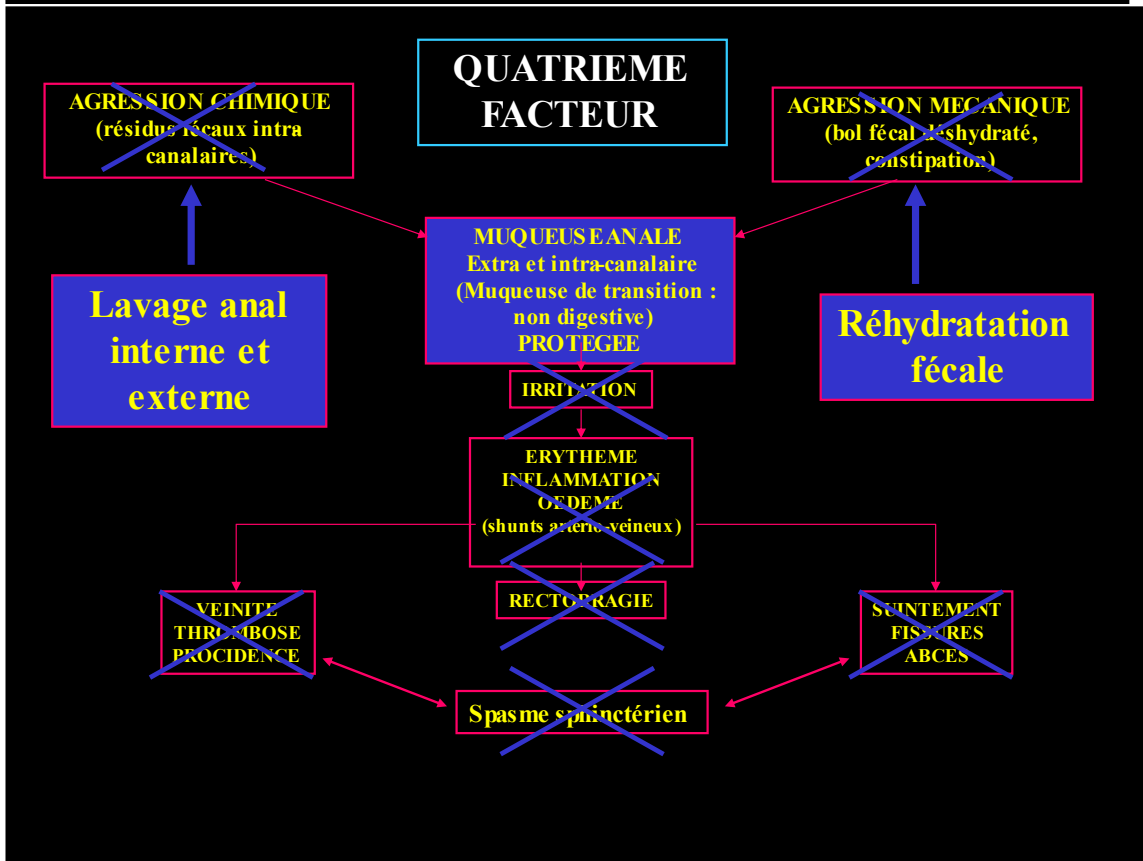 QUATRIEME
FACTEUR
AGRESSION CHIMIQUE
(résidus fécaux intra-
canalaires)
AGRESSION MECANIQUE
(bol fécal déshydraté,
constipation)
MUQUEUSE ANALE
Extra et intra-canalaire
(Muqueuse de transition :
non digestive)
PROTEGEE
Lavage anal
interne et
externe
Réhydratation
fécale
IRRITATION
ERYTHEME
INFLAMMATION
OEDEME
(shunts artério-veineux)
VEINITE
THROMBOSE
PROCIDENCE
RECTORRAGIE
SUINTEMENT
FISSURES
ABCES
Spasme sphinctérien